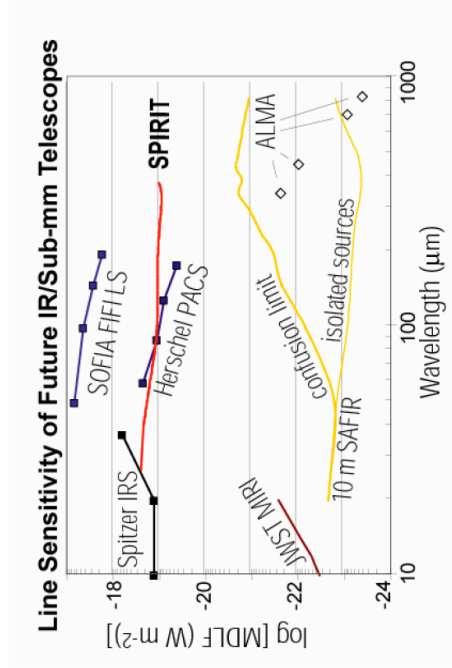 Line Sensitivity of Future IR/Sub-mm Telescopes
log [MDLF (W m-2)]
-18
-20
-22
-24
SOFIA FIFI LS
SPIRIT
Spitzer IRS
Herschel PACS
ALMA
confusion limit
isolated sources
JWST MIRI
10 m SAFIR
10
100
1000
Wavelength (µm)